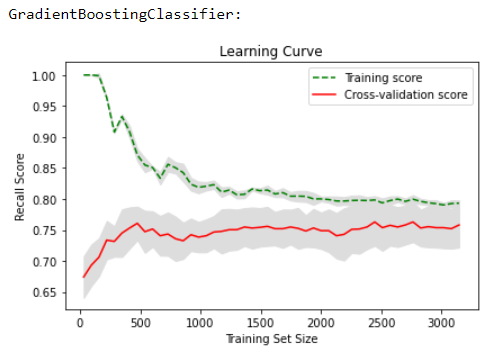 GradientBoostingClassifier:
Learning Curve
Training score
Cross-validation score
Recall Score
1.00
0.95
0.90
0.85
0.80
0.75
0.70
0.65
0 500 1000 1500 2000 2500 3000
Training Set Size